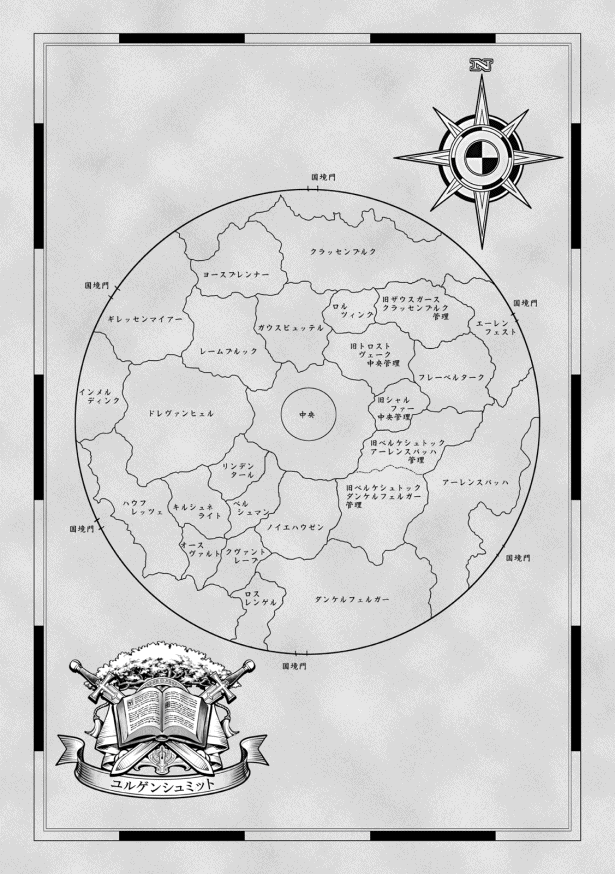 N
国境門
クラッセンブルク
ヨースブレンナー
国境門
ギレッセンマイアー
ガウスビュッテル
ロル
ツィンク
旧ザウスガース
クラッセンブルク
管理
国境門
エーレン
フェスト
レームブルック
旧トロスト
ヴェーク
中央管理
フレーベルターク
インメル
ディンク
ドレヴァンヒェル
中央
旧シャル
ファー
中央管理
旧ベルケシュトック
アーレンスバッハ
管理
リンデン
タール
アーレンスバッハ
旧ベルケシュトック
ダンケルフェルガー
管理
ハウフ
レッツェ
キルシュネ
ライト
ベル
シュマン
ノイエハウゼン
国境門
オース
ヴァルト
クヴァント
レーフ
国境門
ロス
レンゲル
ダンケルフェルガー
国境門
ユルゲンシュミット